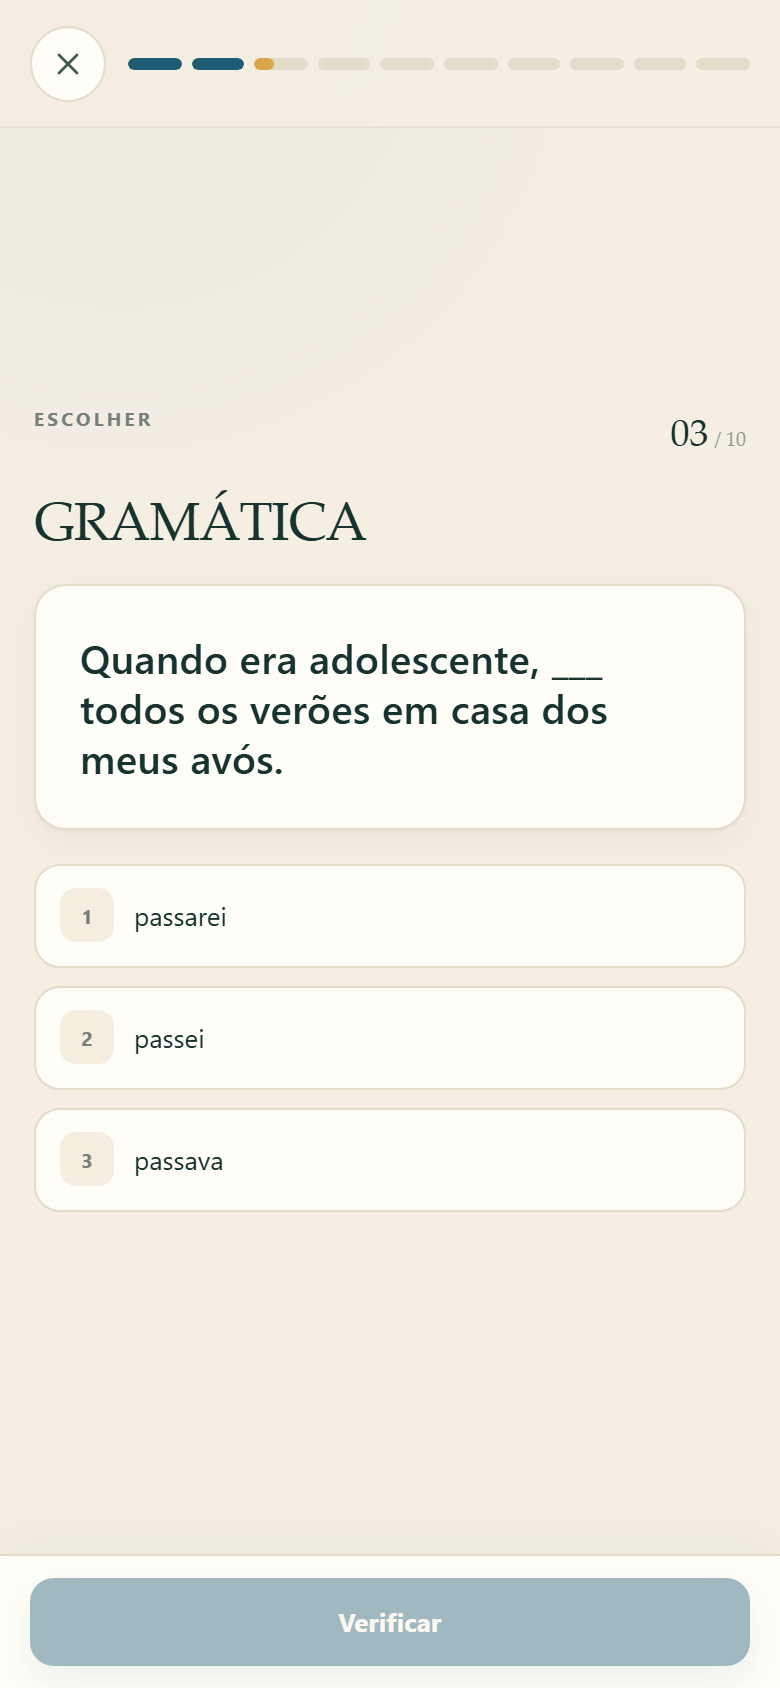 ESCOLHER
03 / 10
GRAMÁTICA
Quando era adolescente, ___
todos os verões em casa dos
meus avós.
1 passarei
2 passei
3 passava
Verificar